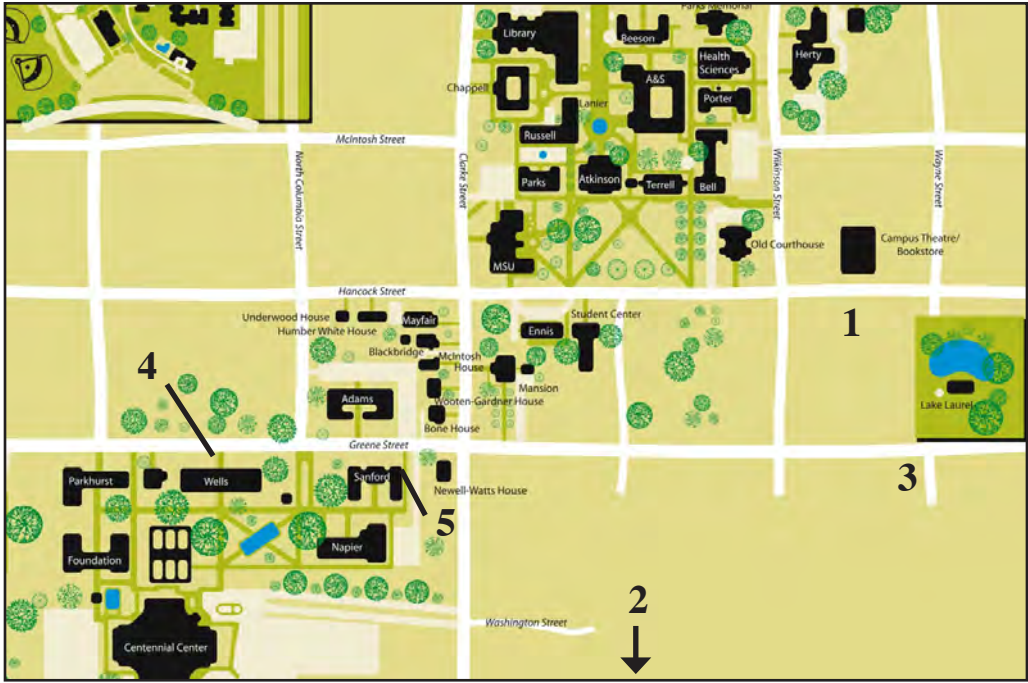 Parks Memorial
Library
Beeson
Health
Sciences
Herty
A&S
Chappell
Porter
Lanier
Russell
McIntosh Street
North Columbia Street
Clarke Street
Wilkinson Street
Wayne Street
Parks
Atkinson
Terrell
Bell
MSU
Old Courthouse
Campus Theatre/
Bookstore
Hancock Street
Underwood House
Humber White House
Mayfair
Blackbridge
McIntosh
House
Ennis
Student Center
1
Mansion
Wooten-Gardner House
Adams
Bone House
Lake Laurel
4
Greene Street
3
Parkhurst
Wells
Sanford
Newell-Watts House
5
Foundation
Napier
2
Washington Street
Centennial Center